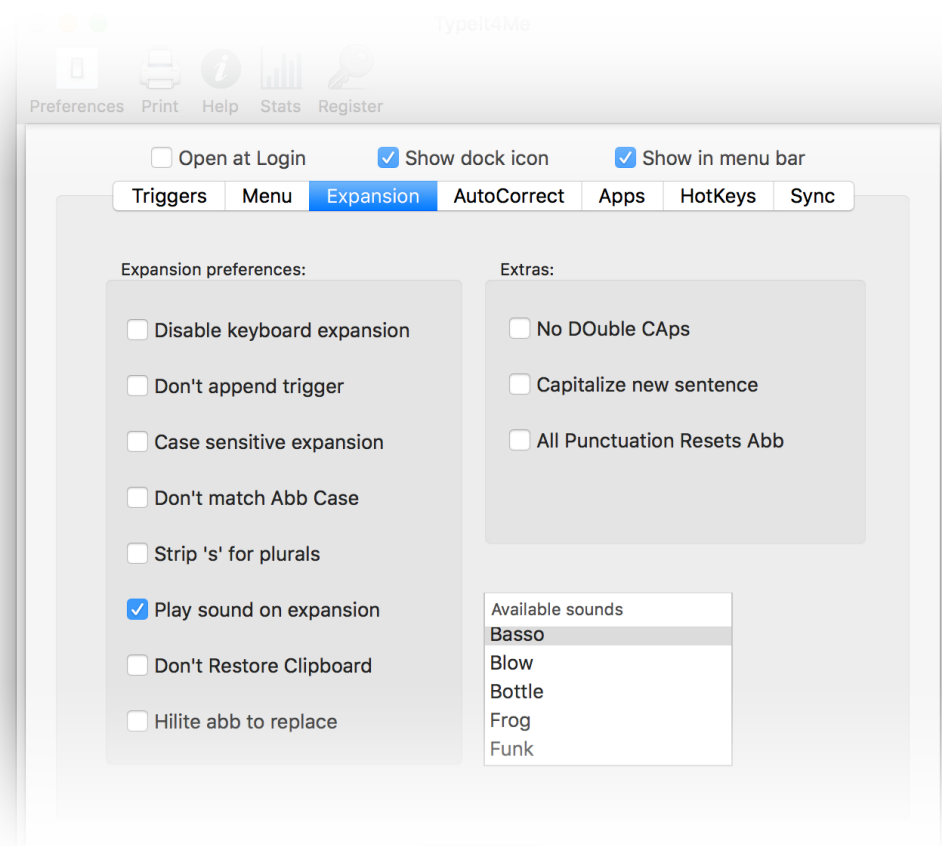 TypeIt4Me
Preferences Print Help Stats Register
Open at Login Show dock icon Show in menu bar
Triggers Menu Expansion AutoCorrect Apps HotKeys Sync
Expansion preferences:
Disable keyboard expansion
Don't append trigger
Case sensitive expansion
Don't match Abb Case
Strip 's' for plurals
Play sound on expansion
Don't Restore Clipboard
Hilite abb to replace
Extras:
No DOuble CAps
Capitalize new sentence
All Punctuation Resets Abb
Available sounds
Basso
Blow
Bottle
Frog
Funk